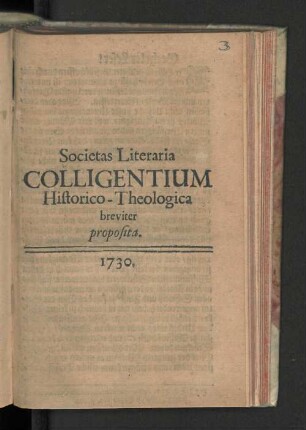 3
Societas Literaria
COLLIGENTIUM
Hiſtorico-Theologica
breviter
propoſita.
1730.